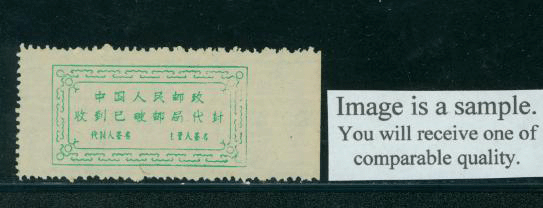 中国人民邮政
收到已破邮局代封
代封人签名 主管人签名
Image is a sample.
You will receive one of
comparable quality.